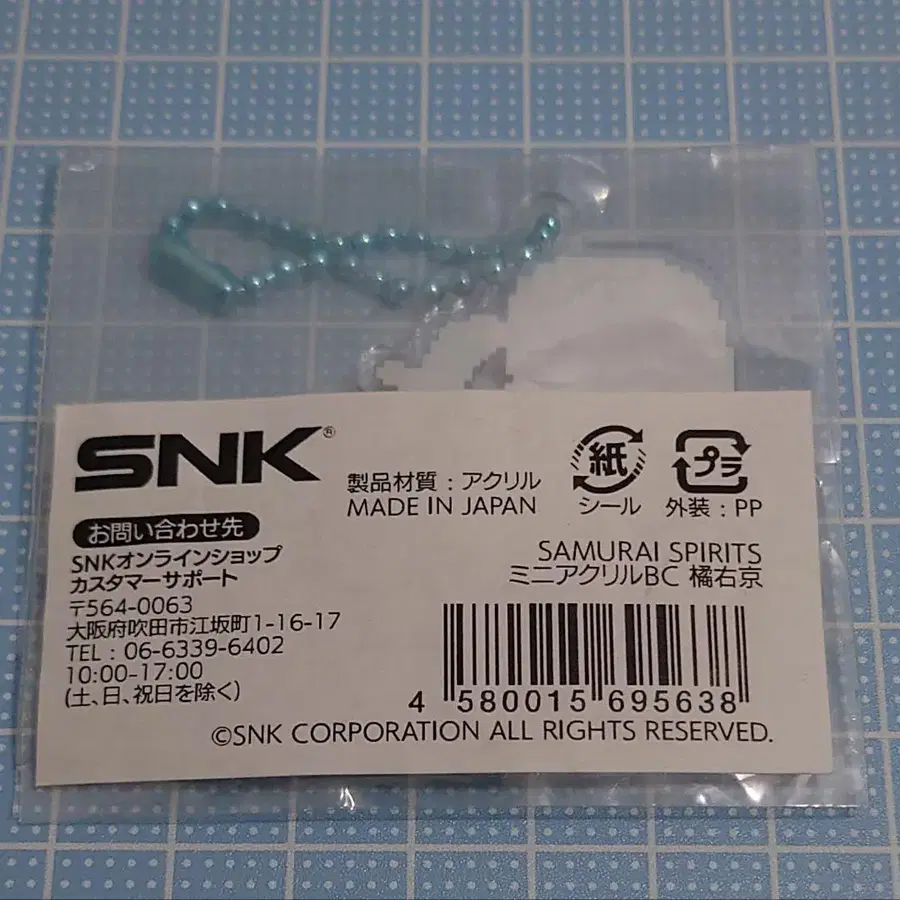 SNK®
製品材質：アクリル
MADE IN JAPAN
紙
シール
プラ
外装：PP
お問い合わせ先
SNKオンラインショップ
カスタマーサポート
〒564-0063
大阪府吹田市江坂町1-16-17
TEL：06-6339-6402
10:00-17:00
(土、日、祝日を除く)
SAMURAI SPIRITS
ミニアクリルBC 橘右京
4 580015 695638
©SNK CORPORATION ALL RIGHTS RESERVED.